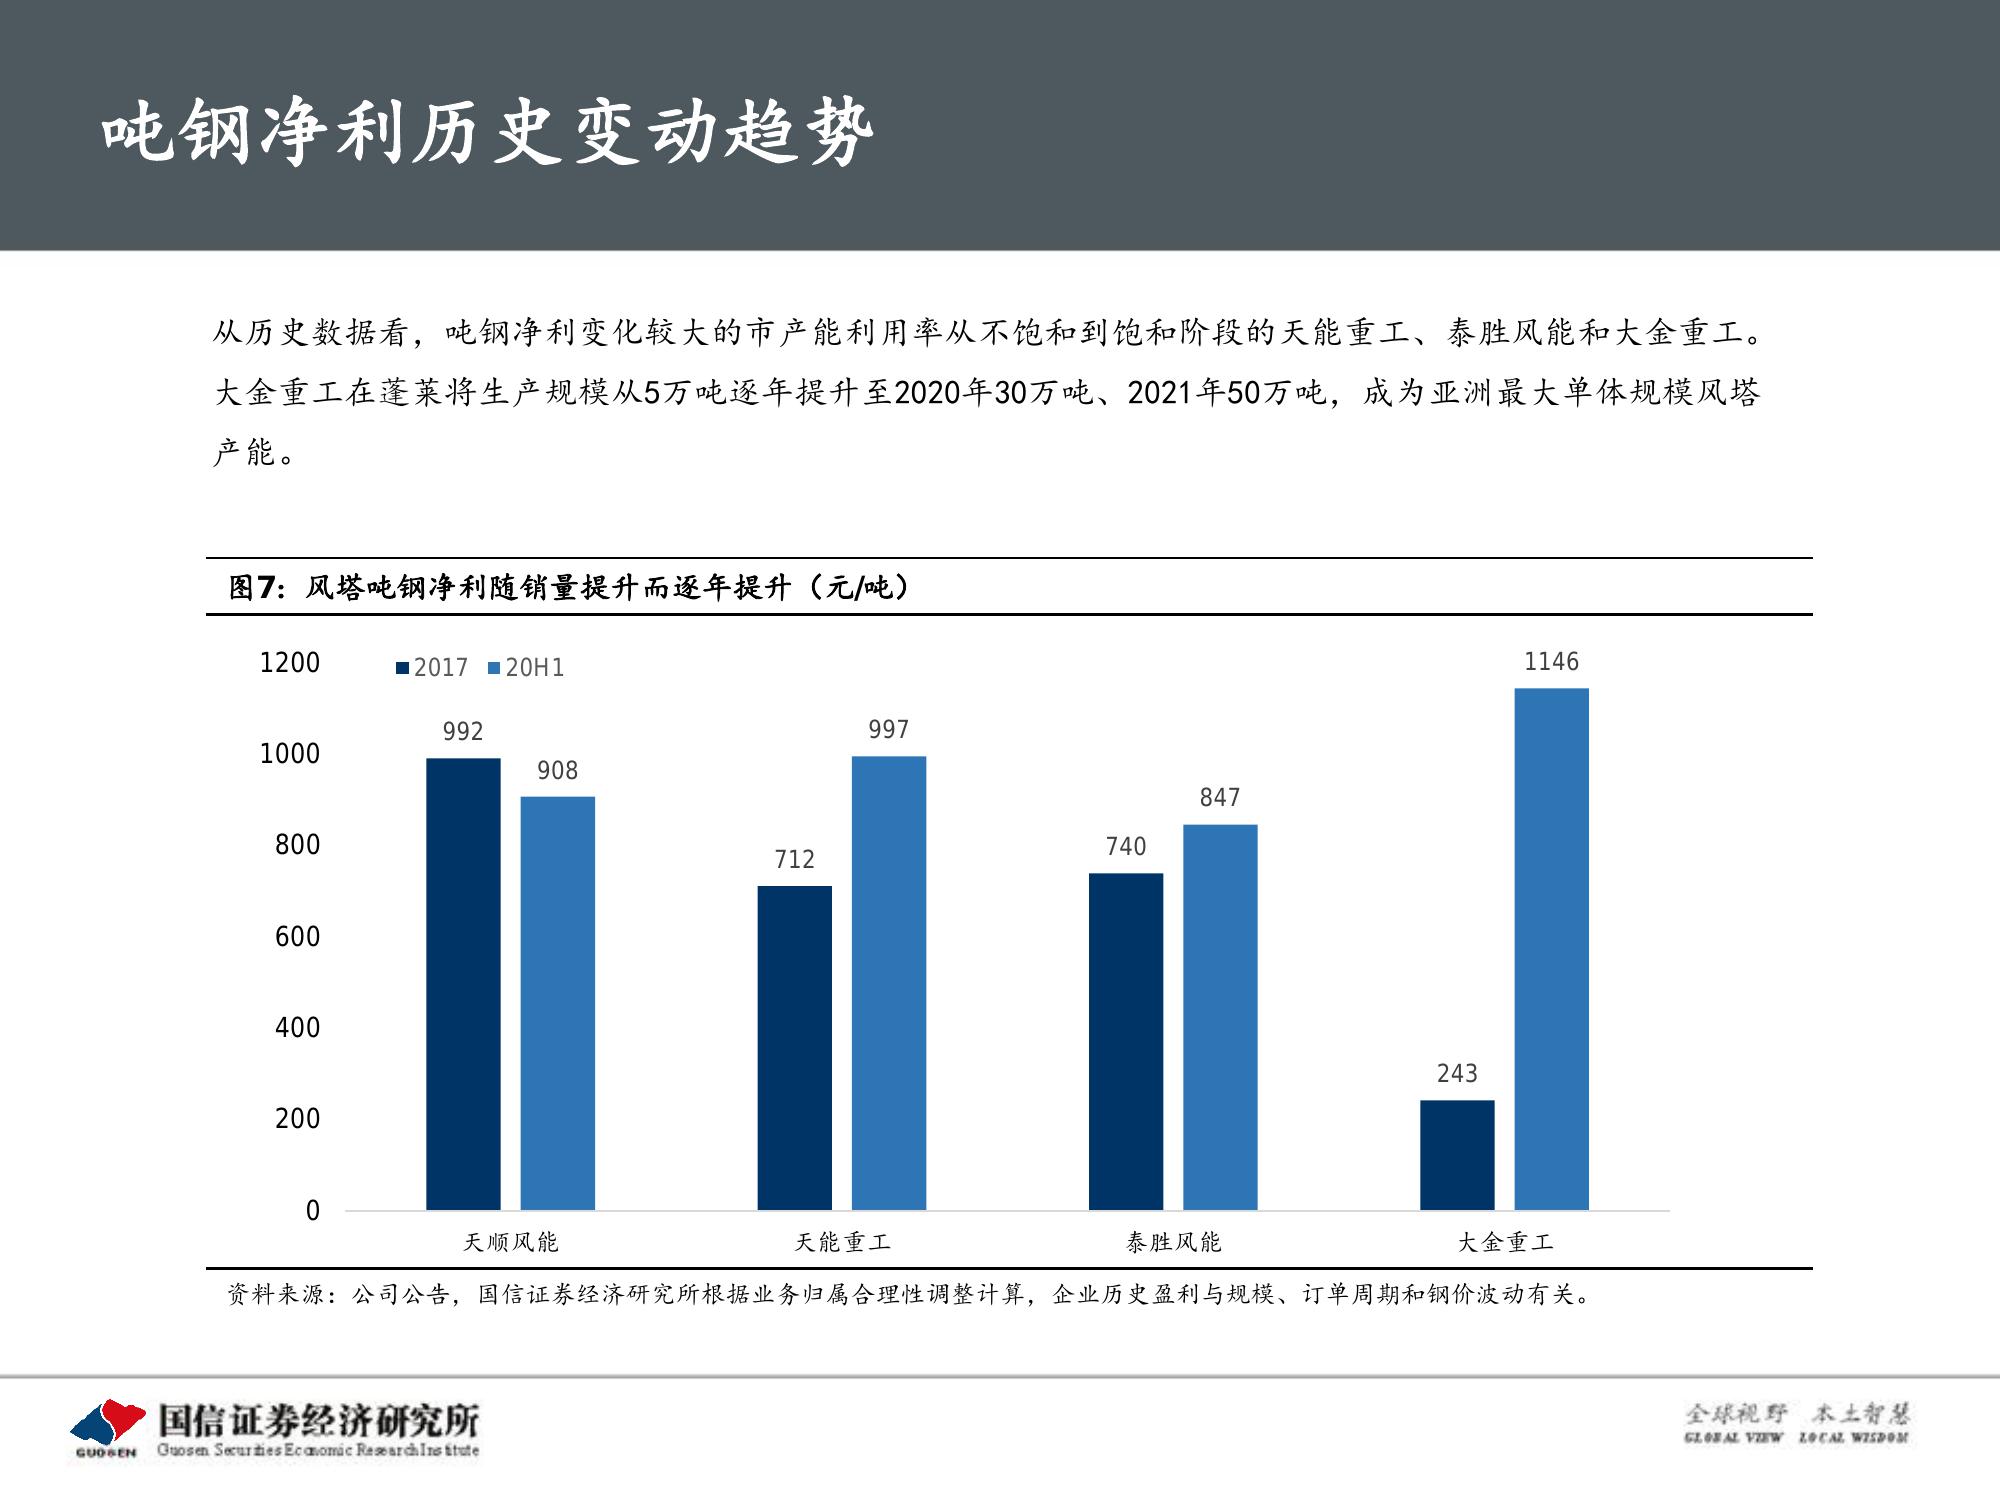 吨钢净利历史变动趋势
从历史数据看，吨钢净利变化较大的市产能利用率从不饱和到饱和阶段的天能重工、泰胜风能和大金重工。
大金重工在蓬莱将生产规模从5万吨逐年提升至2020年30万吨、2021年50万吨，成为亚洲最大单体规模风塔
产能。
图7：风塔吨钢净利随销量提升而逐年提升（元/吨）
2017 20H1
1200
1000
800
600
400
200
0
992
908
712
997
740
847
243
1146
天顺风能 天能重工 泰胜风能 大金重工
资料来源：公司公告，国信证券经济研究所根据业务归属合理性调整计算，企业历史盈利与规模、订单周期和钢价波动有关。
GUOSEN
国信证券经济研究所
Guosen Securities Economic Research Institute
全球视野 本土智慧
GLOBAL VIEW LOCAL WISDOM